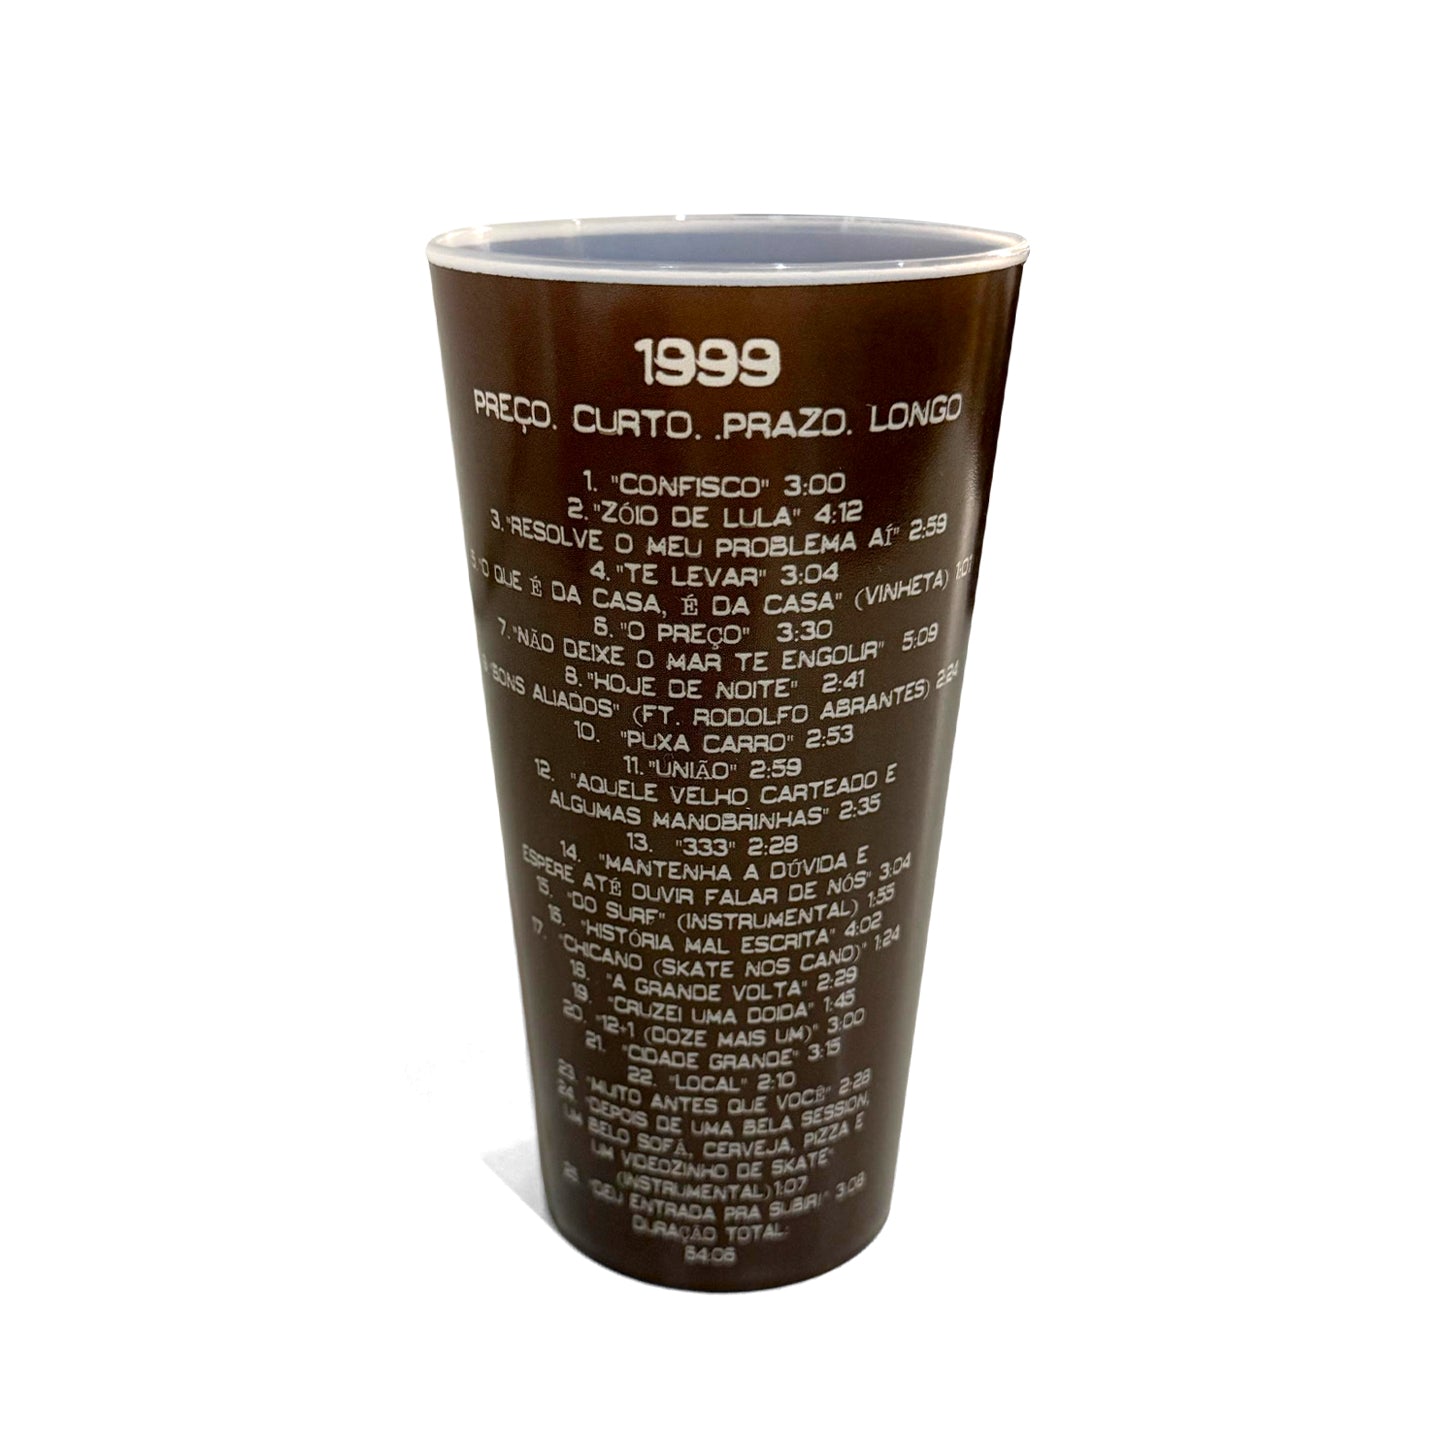 1999
PREÇO. CURTO. .PRAZO. LONGO
1. "CONFISCO" 3:00
2. "ZÓIO DE LULA" 4:12
3. "RESOLVE O MEU PROBLEMA AÍ" 2:59
4. "TE LEVAR" 3:04
5. "O QUE É DA CASA, É DA CASA" (VINHETA) 1:07
6. "O PREÇO" 3:30
7. "NÃO DEIXE O MAR TE ENGOLIR" 5:09
8. "HOJE DE NOITE" 2:41
9 "BONS ALIADOS" (FT. RODOLFO ABRANTES) 2:24
10. "PUXA CARRO" 2:53
11. "UNIÃO" 2:59
12. "AQUELE VELHO CARTEADO E
ALGUMAS MANOBRINHAS" 2:35
13. "333" 2:28
14. "MANTENHA A DÚVIDA E
ESPERE ATÉ OUVIR FALAR DE NÓS" 3:04
15. "DO SURF" (INSTRUMENTAL) 1:55
16. "HISTÓRIA MAL ESCRITA" 4:02
17. "CHICANO (SKATE NOS CANO)" 1:24
18. "A GRANDE VOLTA" 2:29
19. "CRUZEI UMA DOIDA" 1:45
20. "12+1 (DOZE MAIS UM)" 3:00
21. "CIDADE GRANDE" 3:15
22. "LOCAL" 2:10
23. "MUITO ANTES QUE VOCÊ" 2:28
24. "DEPOIS DE UMA BELA SESSION,
UM BELO SOFÁ, CERVEJA, PIZZA E
UM VIDEOZINHO DE SKATE"
(INSTRUMENTAL) 1:07
25. "DEU ENTRADA PRA SUBIR!" 3:08
DURAÇÃO TOTAL:
64:06